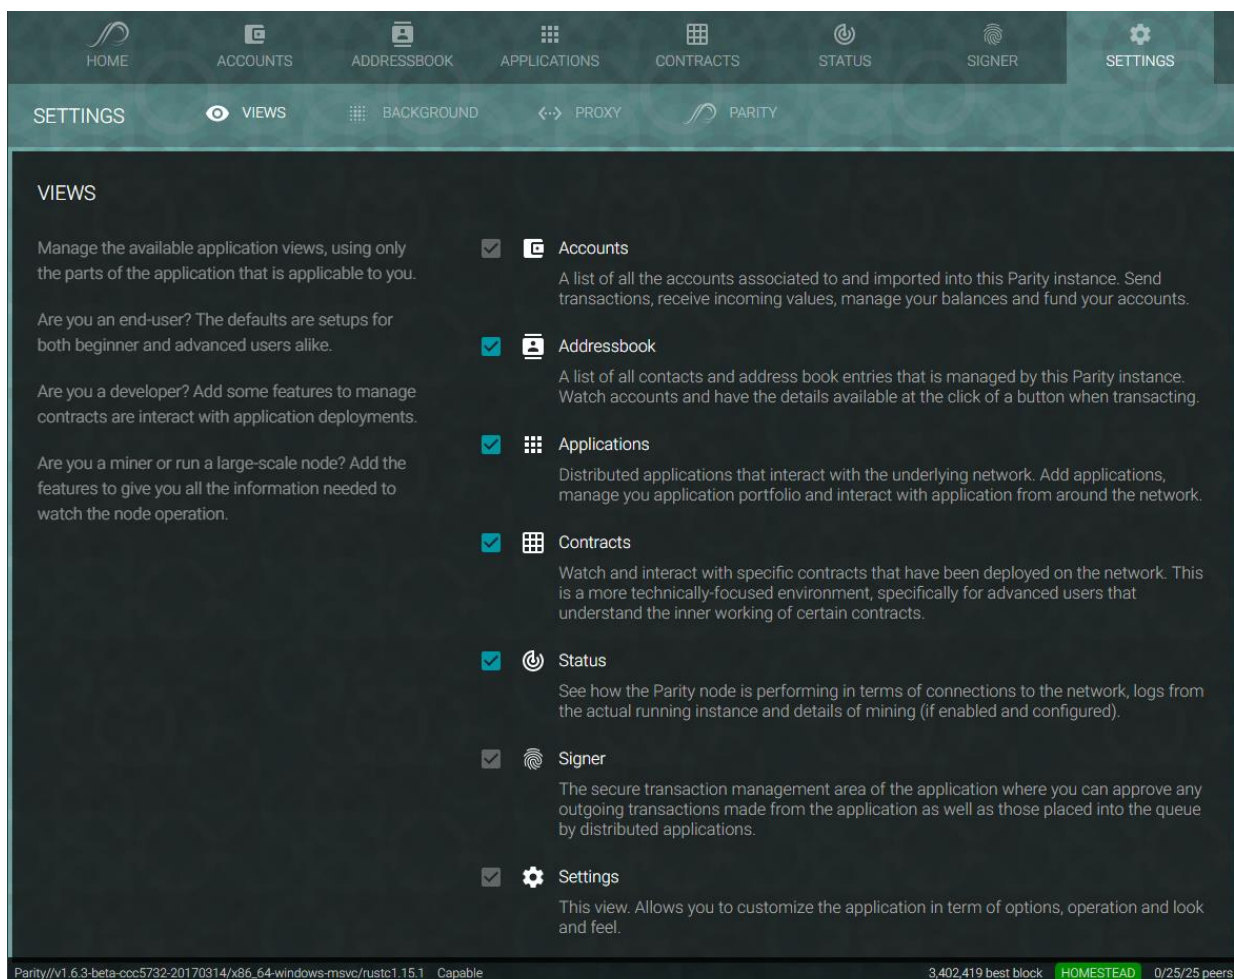 HOME
ACCOUNTS
ADDRESSBOOK
APPLICATIONS
CONTRACTS
STATUS
SIGNER
SETTINGS
SETTINGS
VIEWS
BACKGROUND
PROXY
PARITY
VIEWS
Manage the available application views, using only
the parts of the application that is applicable to you.
Are you an end-user? The defaults are setups for
both beginner and advanced users alike.
Are you a developer? Add some features to manage
contracts are interact with application deployments.
Are you a miner or run a large-scale node? Add the
features to give you all the information needed to
watch the node operation.
Accounts
A list of all the accounts associated to and imported into this Parity instance. Send
transactions, receive incoming values, manage your balances and fund your accounts.
Addressbook
A list of all contacts and address book entries that is managed by this Parity instance.
Watch accounts and have the details available at the click of a button when transacting.
Applications
Distributed applications that interact with the underlying network. Add applications,
manage you application portfolio and interact with application from around the network.
Contracts
Watch and interact with specific contracts that have been deployed on the network. This
is a more technically-focused environment, specifically for advanced users that
understand the inner working of certain contracts.
Status
See how the Parity node is performing in terms of connections to the network, logs from
the actual running instance and details of mining (if enabled and configured).
Signer
The secure transaction management area of the application where you can approve any
outgoing transactions made from the application as well as those placed into the queue
by distributed applications.
Settings
This view. Allows you to customize the application in term of options, operation and look
and feel.
Parity//v1.6.3-beta-ccc5732-20170314/x86_64-windows-msvc/rustc1.15.1 Capable
3,402,419 best block HOMESTEAD 0/25/25 peers